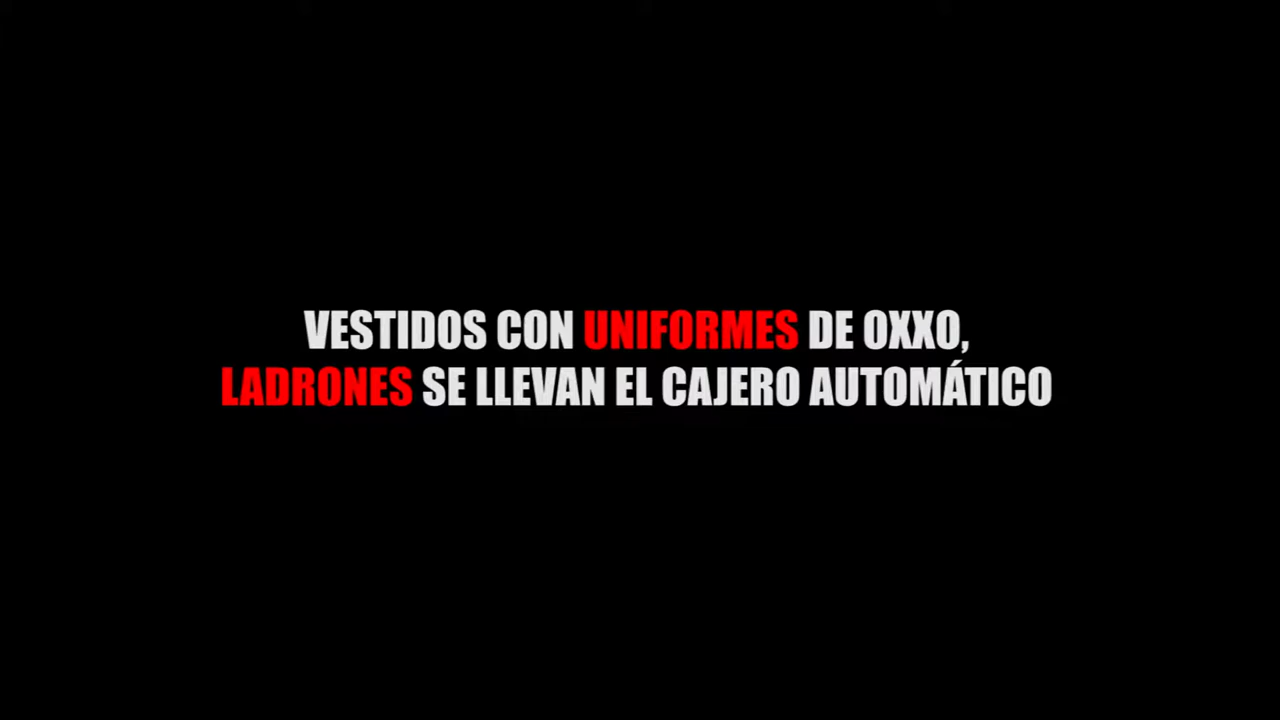 VESTIDOS CON UNIFORMES DE OXXO,
LADRONES SE LLEVAN EL CAJERO AUTOMÁTICO